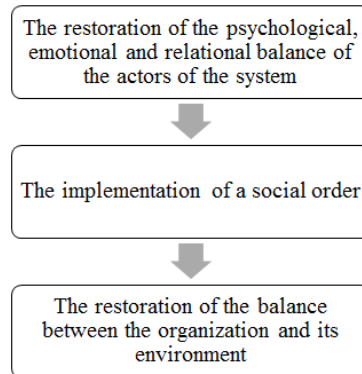 The restoration of the psychological,
emotional and relational balance of
the actors of the system
The implementation of a social order
The restoration of the balance
between the organization and its
environment